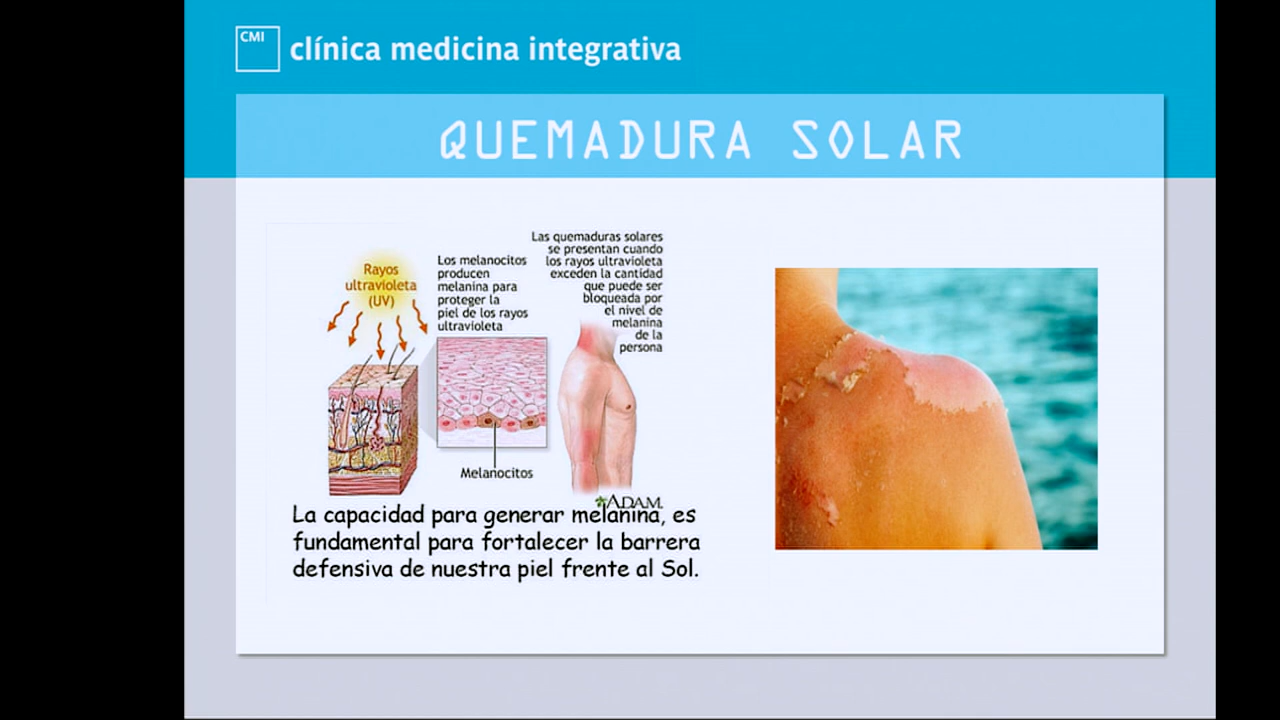 CMI
clínica medicina integrativa
QUEMADURA SOLAR
Rayos
ultravioleta
(UV)
Los melanocitos
producen
melanina para
proteger la
piel de los rayos
ultravioleta
Las quemaduras solares
se presentan cuando
los rayos ultravioleta
exceden la cantidad
que puede ser
bloqueada por
el nivel de
melanina
de la
persona
Melanocitos
ADAM.
La capacidad para generar melanina, es
fundamental para fortalecer la barrera
defensiva de nuestra piel frente al Sol.